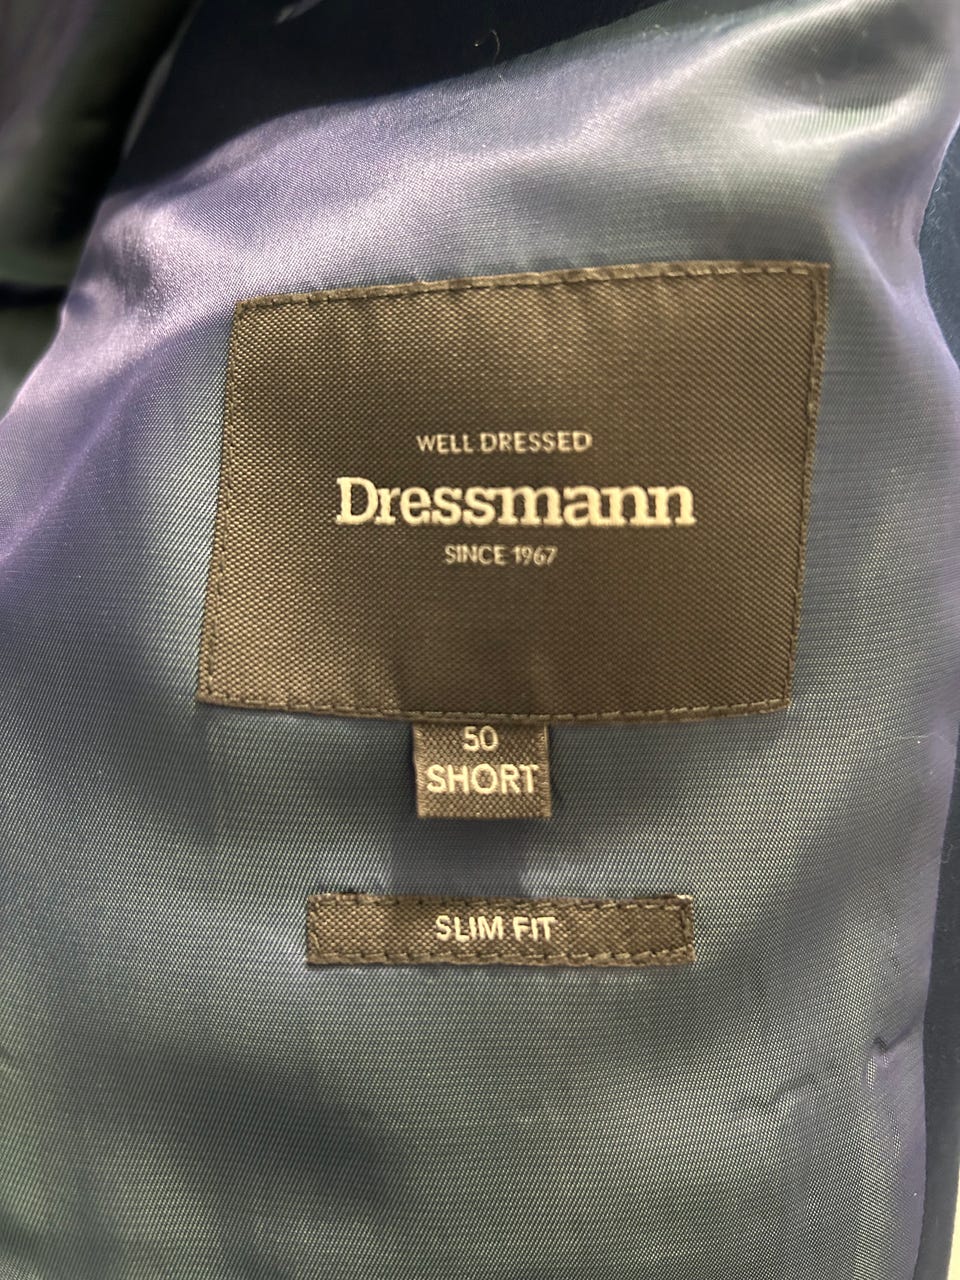 WELL DRESSED
Dressmann
SINCE 1967
50
SHORT
SLIM FIT